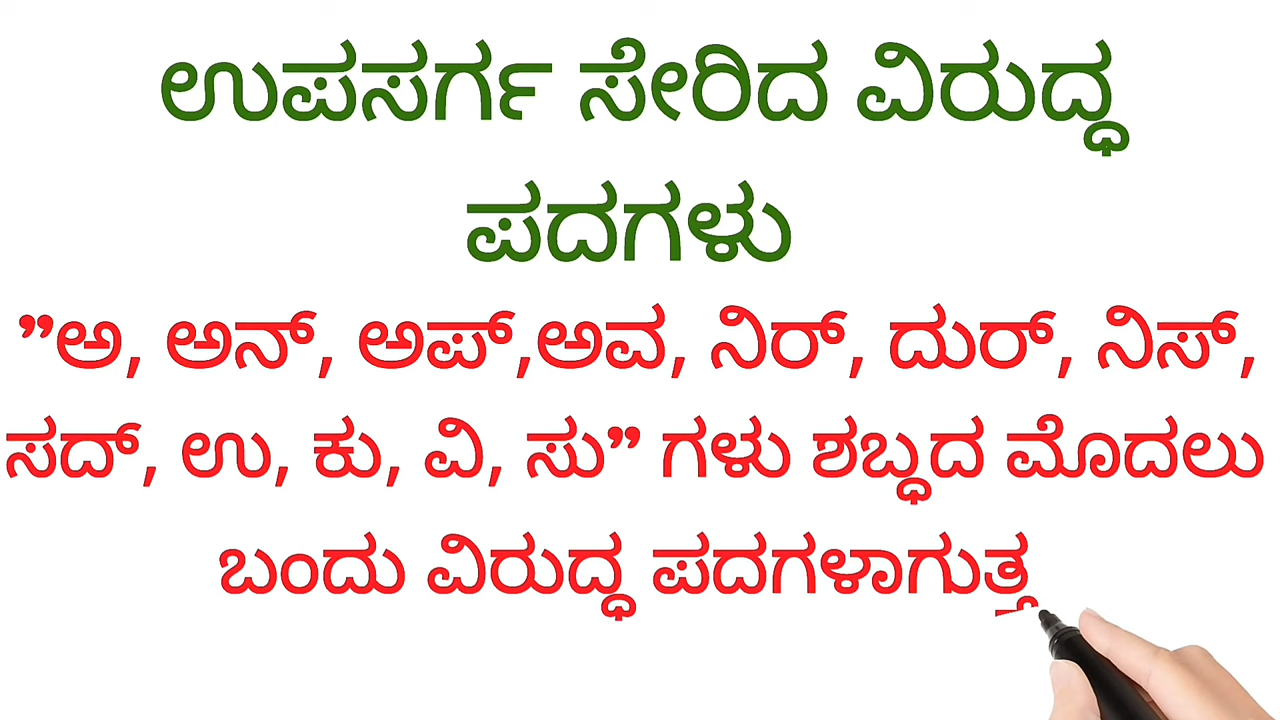 ಉಪಸರ್ಗ ಸೇರಿದ ವಿರುದ್ಧ
ಪದಗಳು
”ಅ, ಅನ್, ಅಪ್,ಅವ, ನಿರ್, ದುರ್, ನಿಸ್,
ಸದ್, ಉ, ಕು, ವಿ, ಸು” ಗಳು ಶಬ್ಧದ ಮೊದಲು
ಬಂದು ವಿರುದ್ಧ ಪದಗಳಾಗುತ್ತ